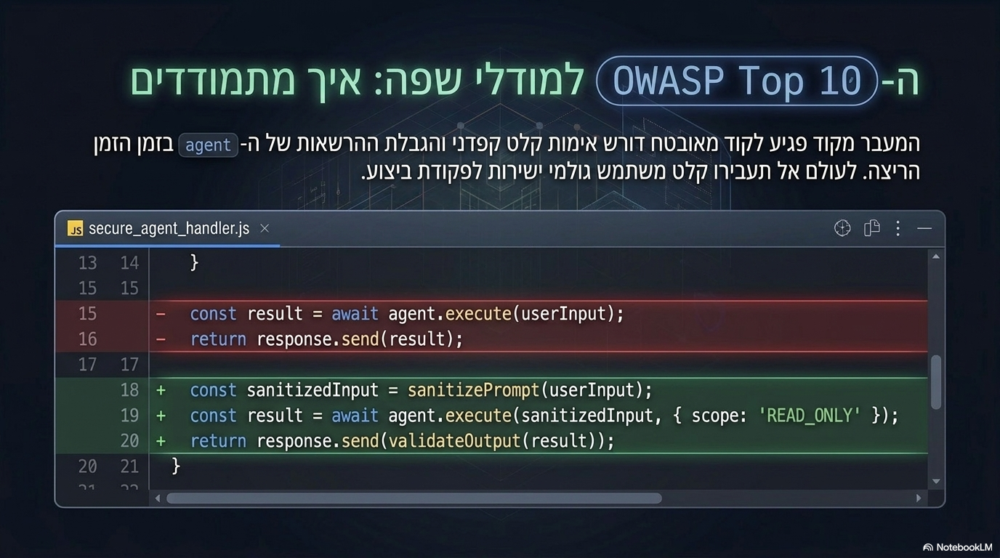 ה-OWASP Top 10 למודלי שפה: איך מתמודדים
המעבר מקוד פגיע לקוד מאובטח דורש אימות קלט קפדני והגבלת ההרשאות של ה-agent בזמן הזמן
הריצה. לעולם אל תעבירו קלט משתמש גולמי ישירות לפקודת ביצוע.
JS secure_agent_handler.js ×
13 14 }
15 15
15 - const result = await agent.execute(userInput);
16 - return response.send(result);
17 17
18 + const sanitizedInput = sanitizePrompt(userInput);
19 + const result = await agent.execute(sanitizedInput, { scope: 'READ_ONLY' });
20 + return response.send(validateOutput(result));
20 21 }
21 22
NotebookLM